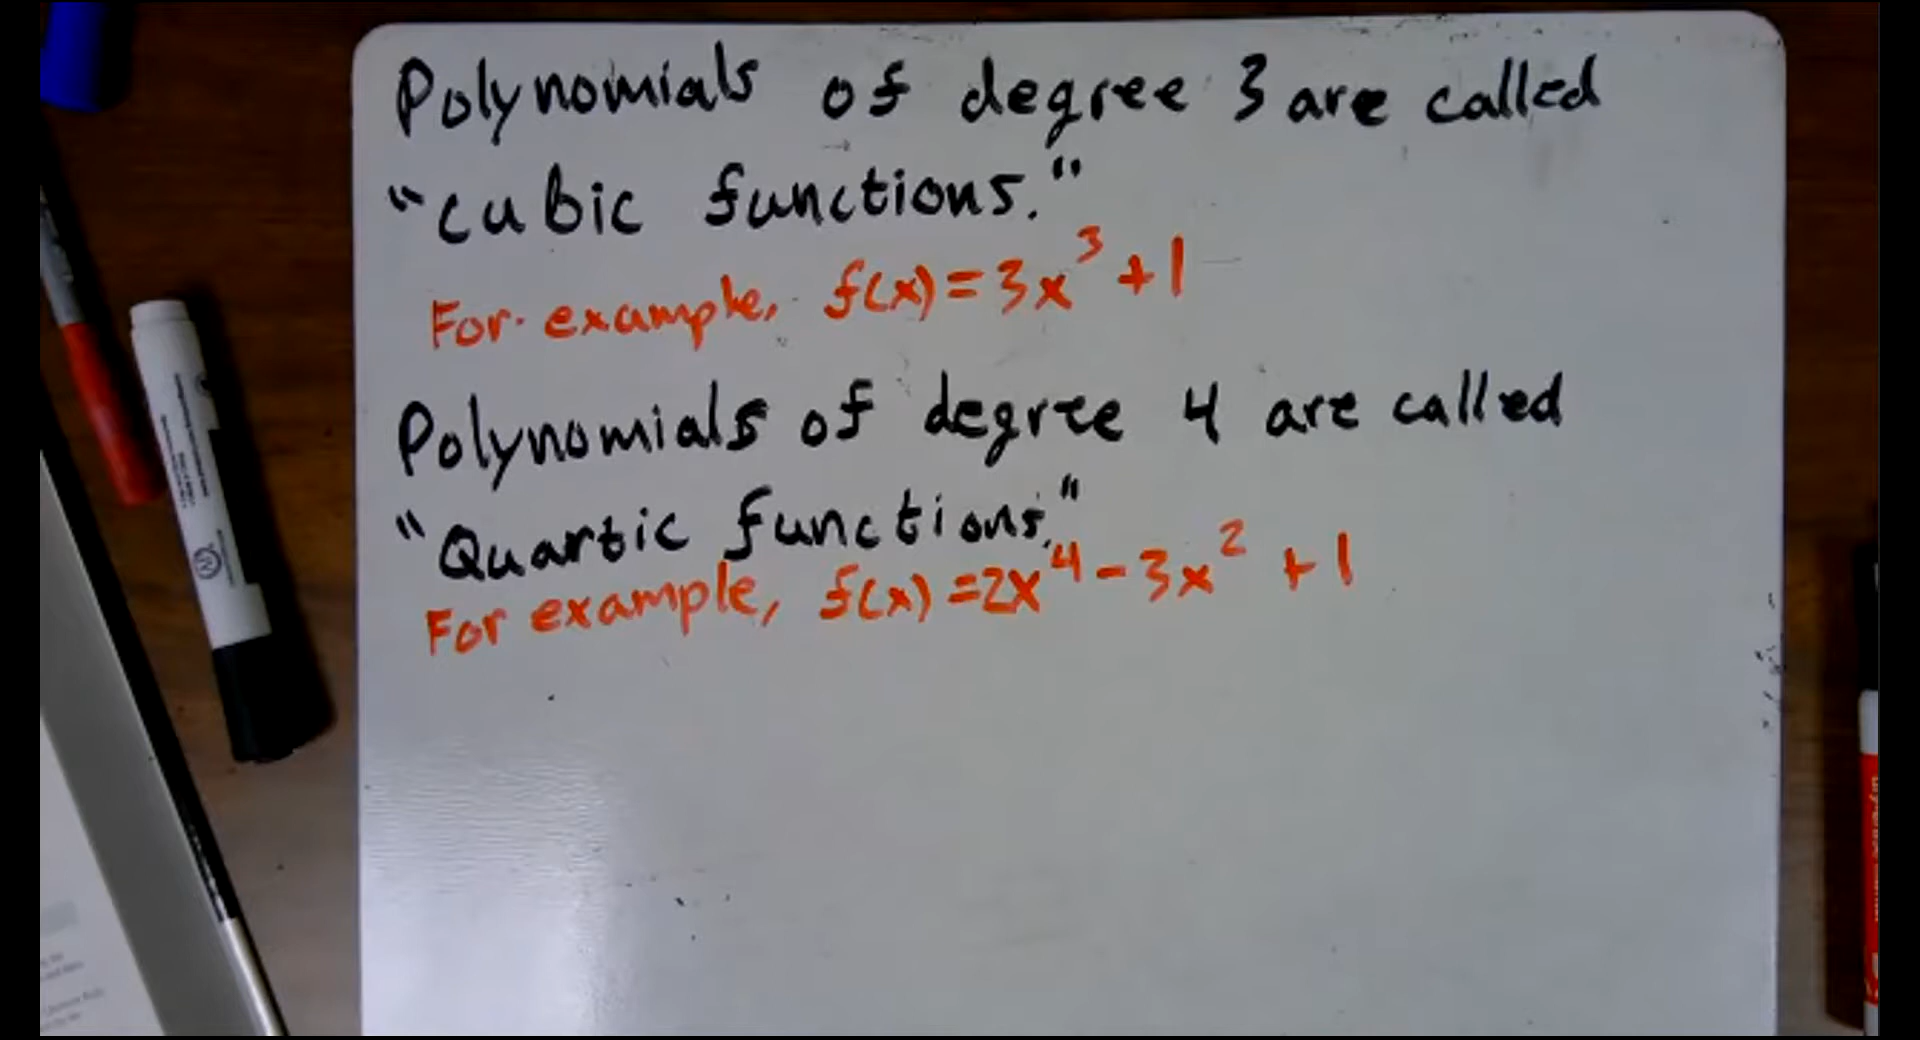 Polynomials of degree 3 are called
"cubic functions."
For example, f(x) = 3x³ + 1
Polynomials of degree 4 are called
"Quartic functions."
For example, f(x) = 2x⁴ - 3x² + 1